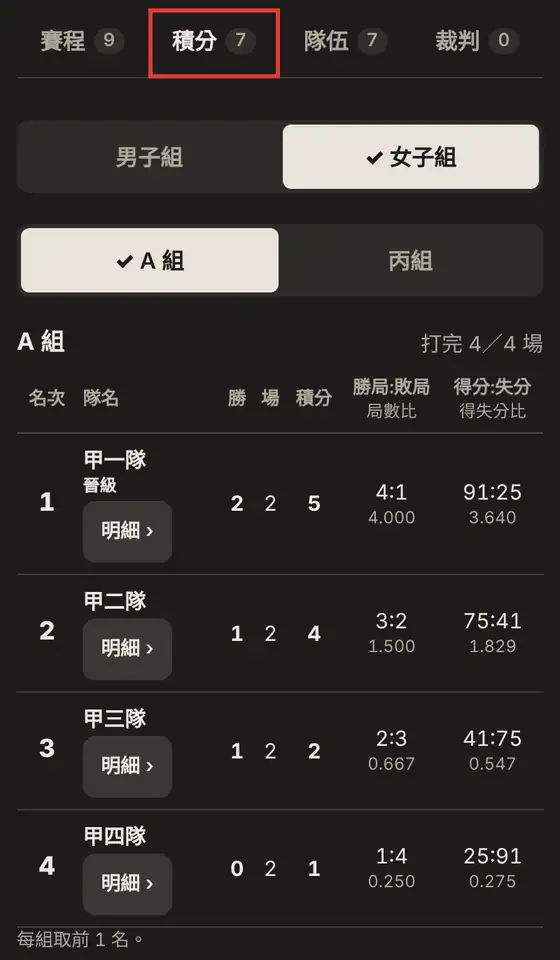 賽程 9 積分 7 隊伍 7 裁判 0
男子組 ✓ 女子組
✓ A 組 丙組
A 組 打完 4／4 場
名次 隊名 勝 場 積分 勝局:敗局 得分:失分
局數比 得失分比
甲一隊
晉級
1 2 2 5 4:1 91:25
4.000 3.640
明細 ›
甲二隊
2 1 2 4 3:2 75:41
1.500 1.829
明細 ›
甲三隊
3 1 2 2 2:3 41:75
0.667 0.547
明細 ›
甲四隊
4 0 2 1 1:4 25:91
0.250 0.275
明細 ›
每組取前 1 名。